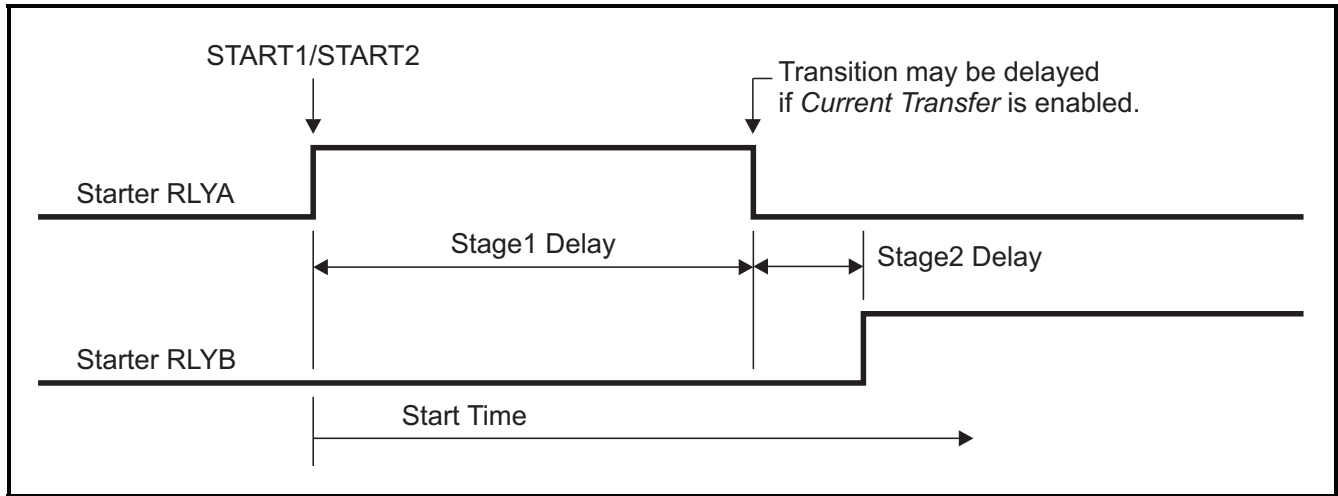 START1/START2
Transition may be delayed
if Current Transfer is enabled.
Starter RLYA
Stage1 Delay
Stage2 Delay
Starter RLYB
Start Time